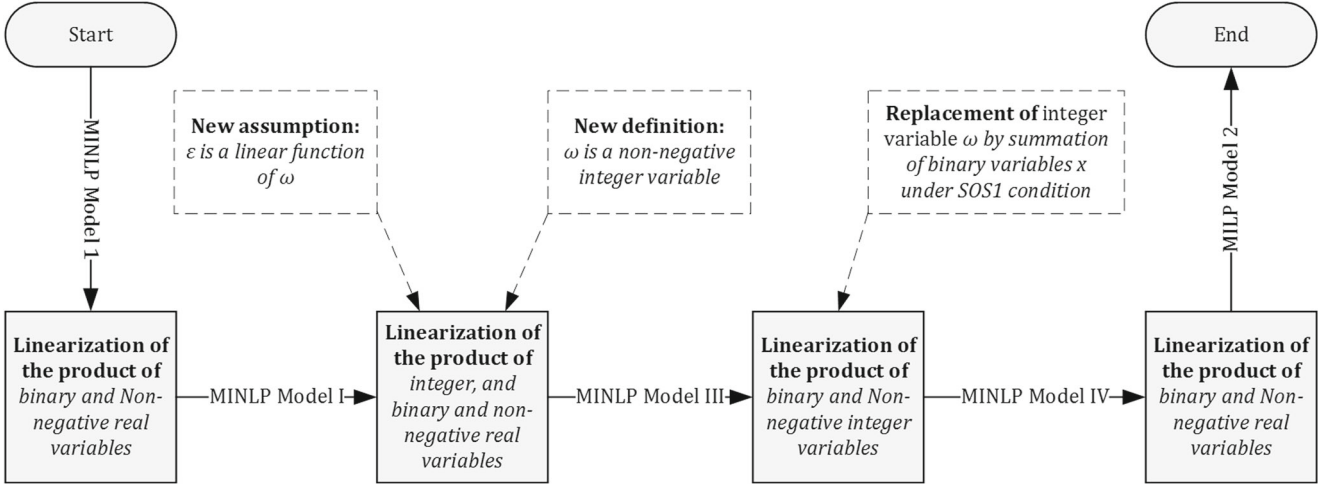 Start
End
MINLP Model 1
New assumption:
ε is a linear function
of ω
New definition:
ω is a non-negative
integer variable
Replacement of integer
variable ω by summation
of binary variables x
under SOS1 condition
MILP Model 2
Linearization of
the product of
binary and Non-
negative real
variables
MINLP Model I
Linearization of
the product of
integer, and
binary and non-
negative real
variables
MINLP Model III
Linearization of
the product of
binary and Non-
negative integer
variables
MINLP Model IV
Linearization of
the product of
binary and Non-
negative real
variables